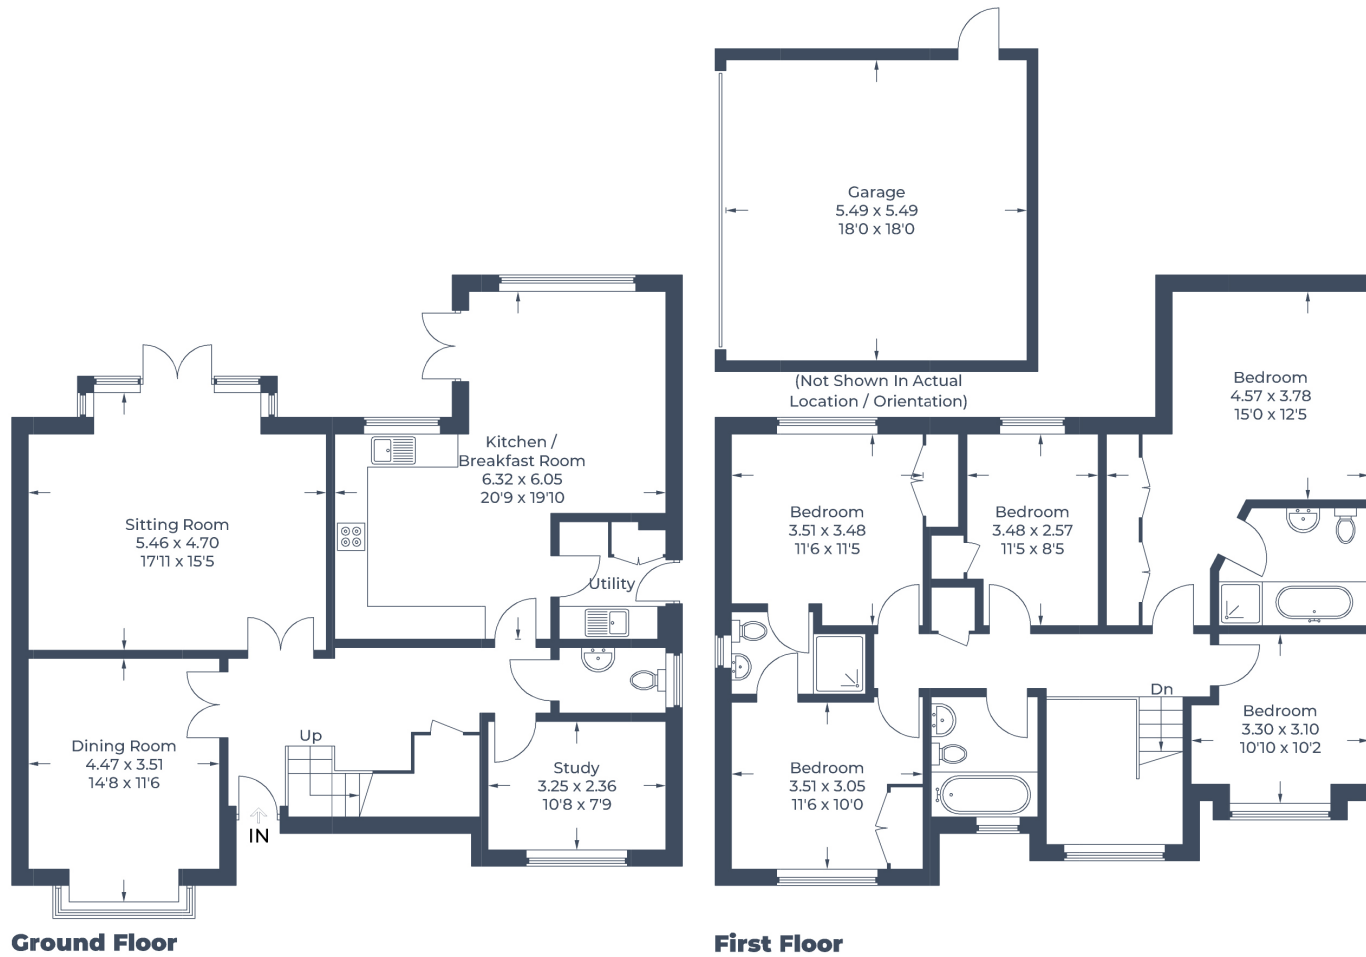 Garage
5.49 x 5.49
18'0 x 18'0
(Not Shown In Actual
Location / Orientation)
Kitchen /
Breakfast Room
6.32 x 6.05
20'9 x 19'10
Sitting Room
5.46 x 4.70
17'11 x 15'5
Utility
Dining Room
4.47 x 3.51
14'8 x 11'6
Up
IN
Study
3.25 x 2.36
10'8 x 7'9
Ground Floor
Bedroom
4.57 x 3.78
15'0 x 12'5
Bedroom
3.51 x 3.48
11'6 x 11'5
Bedroom
3.48 x 2.57
11'5 x 8'5
Dn
Bedroom
3.30 x 3.10
10'10 x 10'2
Bedroom
3.51 x 3.05
11'6 x 10'0
First Floor